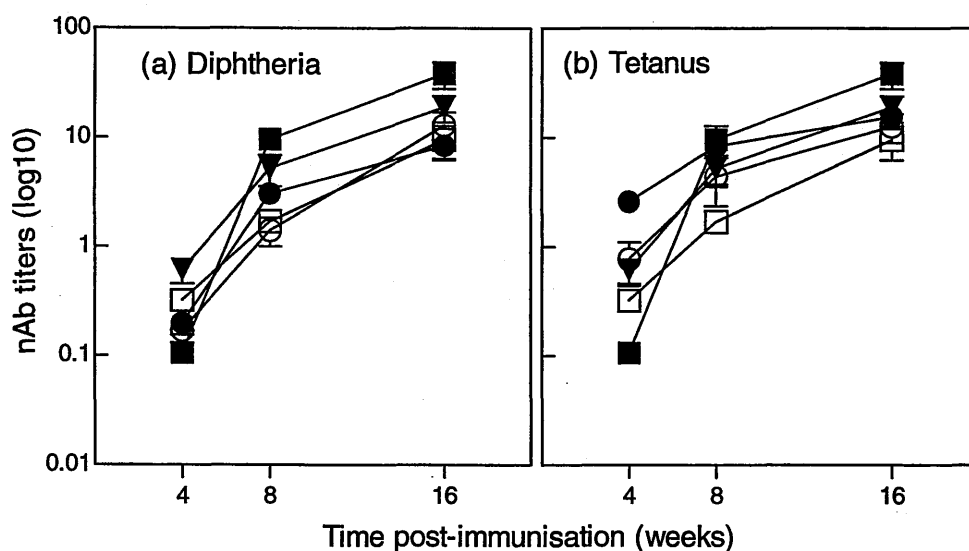 100
10
1
0.1
0.01
nAb titers (log10)
(a) Diphtheria
(b) Tetanus
4 8 16
4 8 16
Time post-immunisation (weeks)